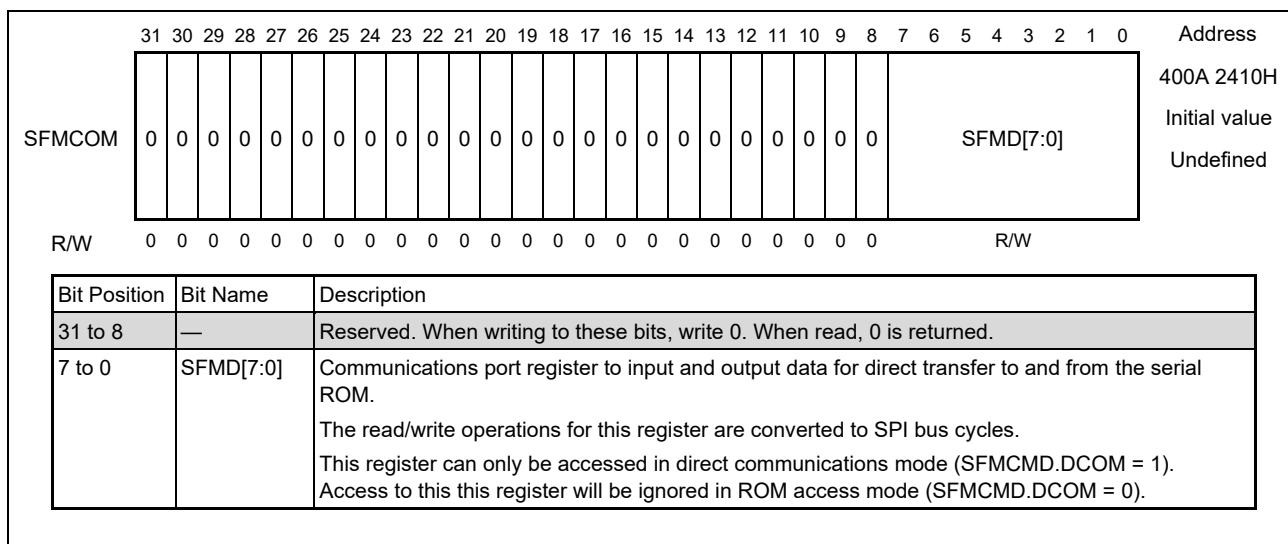 31 30 29 28 27 26 25 24 23 22 21 20 19 18 17 16 15 14 13 12 11 10 9 8 7 6 5 4 3 2 1 0 Address
400A 2410H
SFMCOM 0 0 0 0 0 0 0 0 0 0 0 0 0 0 0 0 0 0 0 0 0 0 0 0 SFMD[7:0]
Initial value
Undefined
R/W 0 0 0 0 0 0 0 0 0 0 0 0 0 0 0 0 0 0 0 0 0 0 0 0 R/W
Bit Position Bit Name Description
31 to 8 — Reserved. When writing to these bits, write 0. When read, 0 is returned.
7 to 0 SFMD[7:0] Communications port register to input and output data for direct transfer to and from the serial
ROM.
The read/write operations for this register are converted to SPI bus cycles.
This register can only be accessed in direct communications mode (SFMCMD.DCOM = 1).
Access to this this register will be ignored in ROM access mode (SFMCMD.DCOM = 0).